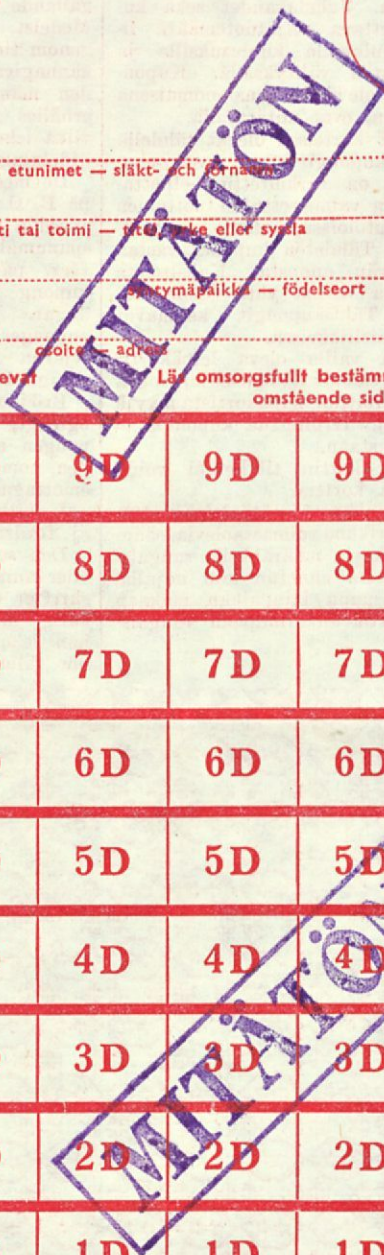 MITÄTÖN
etunimet — släkt- och förnamn
ti tai toimi — titel, yrke eller syssla
syntymäpaikka — födelseort
osoite — adress
evat Läs omsorgsfullt bestäm
omstående sid
9D 9D 9D
8D 8D 8D
7D 7D 7D
6D 6D 6D
5D 5D 5D
4D 4D 4D
3D 3D 3D
2D 2D 2D
1D 1D 1D
MITÄTÖN